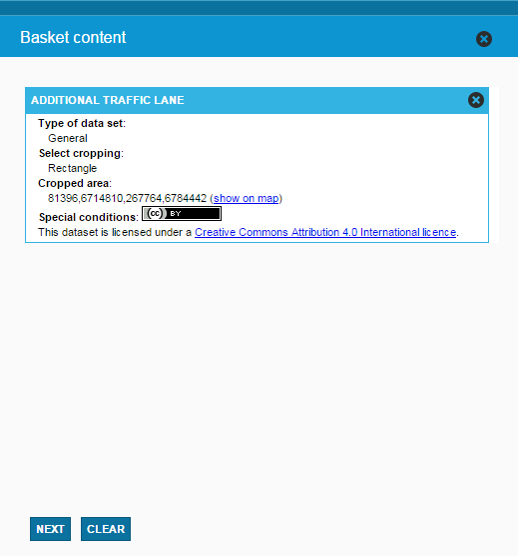 Basket content
ADDITIONAL TRAFFIC LANE
Type of data set:
General
Select cropping:
Rectangle
Cropped area:
81396,6714810,267764,6784442 (show on map)
Special conditions: (cc) BY
This dataset is licensed under a Creative Commons Attribution 4.0 International licence.
NEXT CLEAR